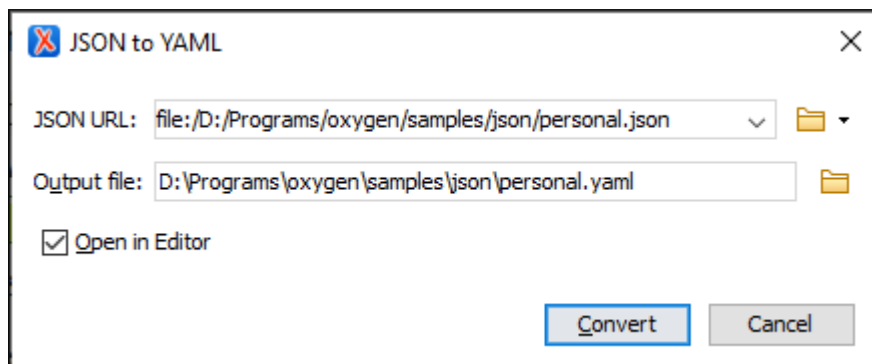 JSON to YAML
JSON URL: file:/D:/Programs/oxygen/samples/json/personal.json
Output file: D:\Programs\oxygen\samples\json\personal.yaml
Open in Editor
Convert Cancel